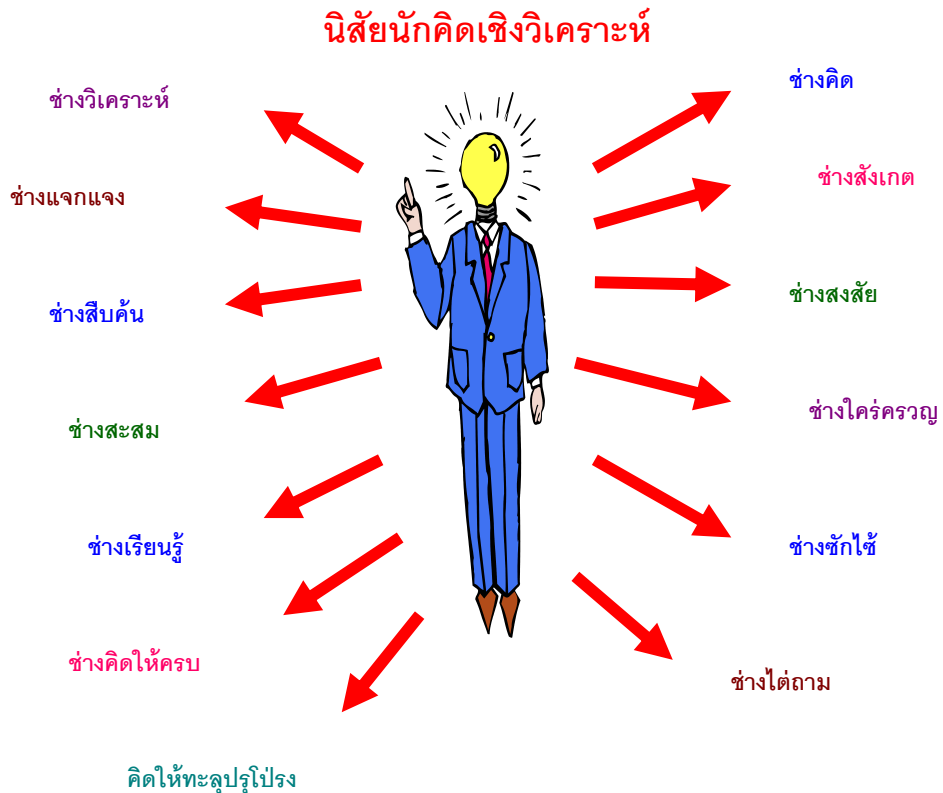 นิสัยนักคิดเชิงวิเคราะห์
ช่างคิด
ช่างวิเคราะห์
ช่างสังเกต
ช่างแจกแจง
ช่างสงสัย
ช่างสืบค้น
ช่างใคร่ครวญ
ช่างสะสม
ช่างเรียนรู้
ช่างซักไซ้
ช่างคิดให้ครบ
ช่างไต่ถาม
คิดให้ทะลุปรุโปร่ง